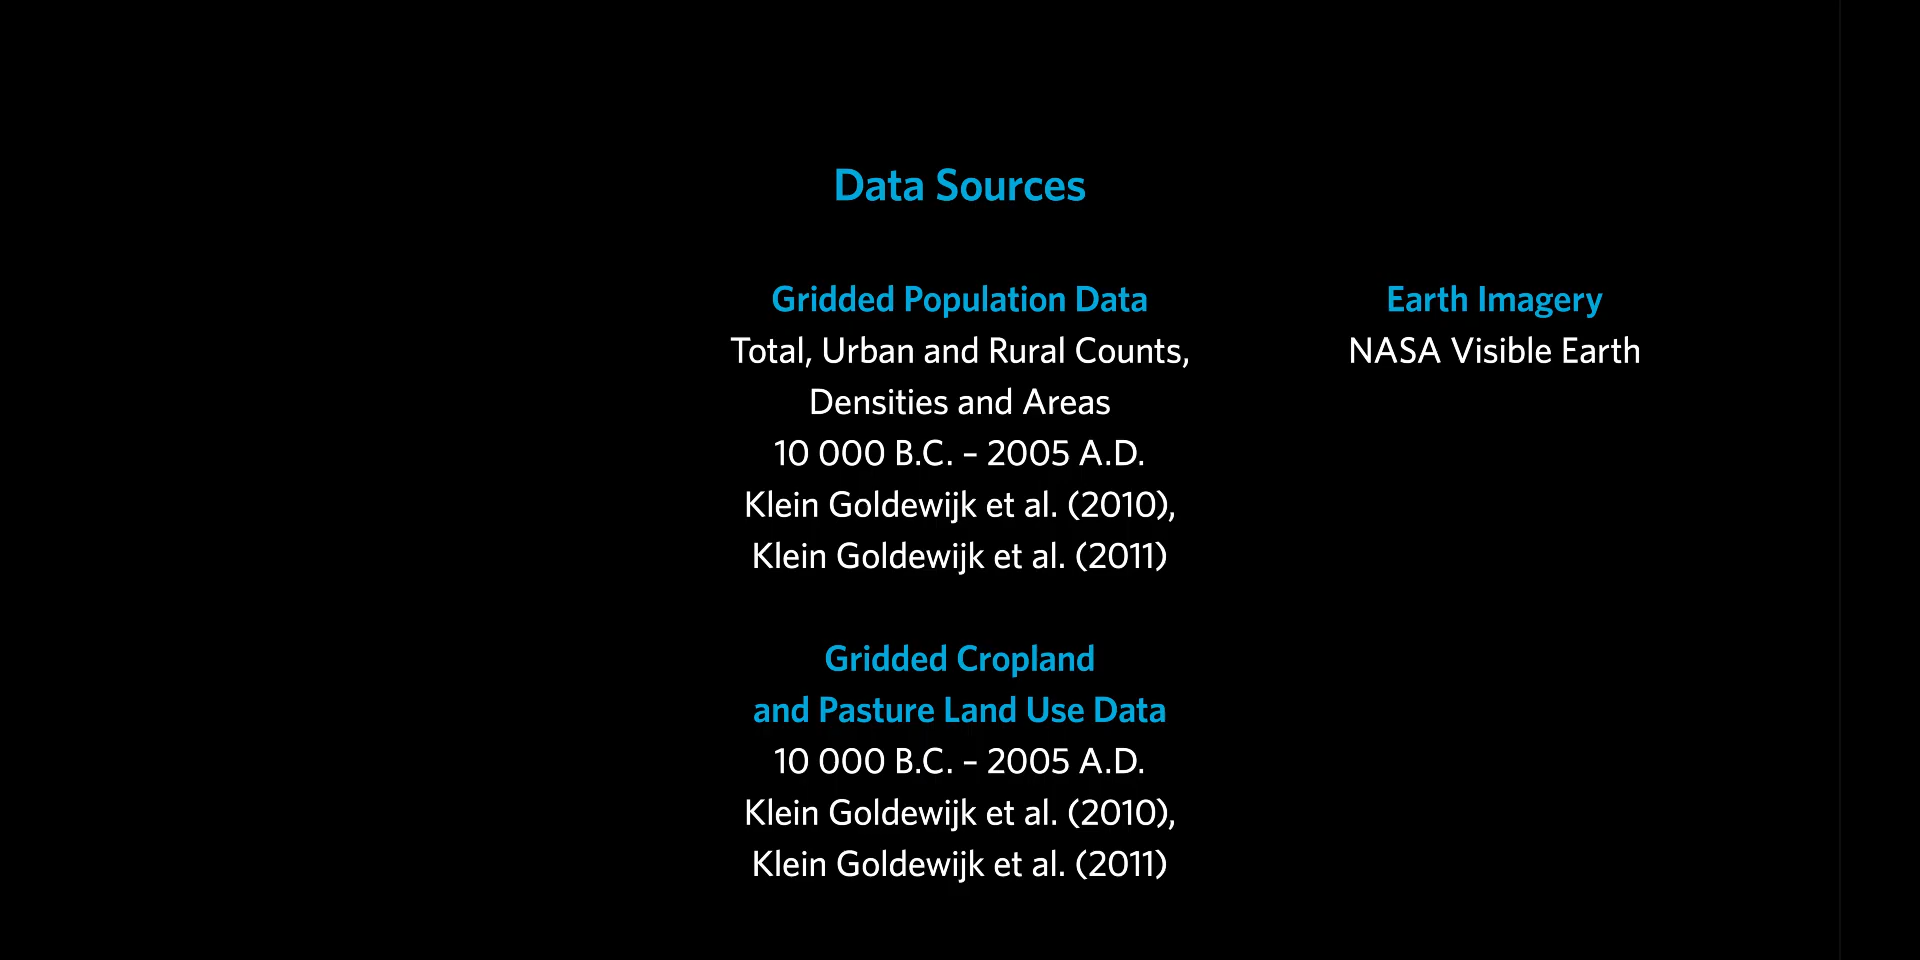 Data Sources
Gridded Population Data
Total, Urban and Rural Counts,
Densities and Areas
10 000 B.C. – 2005 A.D.
Klein Goldewijk et al. (2010),
Klein Goldewijk et al. (2011)
Gridded Cropland
and Pasture Land Use Data
10 000 B.C. – 2005 A.D.
Klein Goldewijk et al. (2010),
Klein Goldewijk et al. (2011)
Earth Imagery
NASA Visible Earth